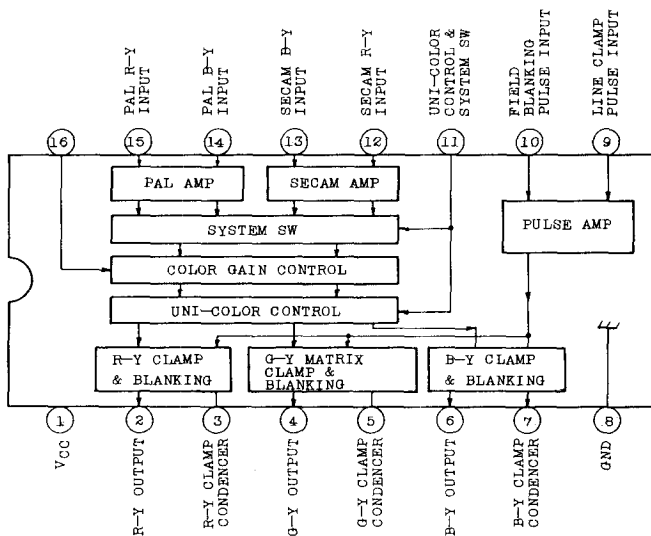 PAL R-Y
INPUT
PAL B-Y
INPUT
SECAM B-Y
INPUT
SECAM R-Y
INPUT
UNI-COLOR
CONTROL &
SYSTEM SW
FIELD
BLANKING
PULSE INPUT
LINE CLAMP
PULSE INPUT
16
15
14
13
12
11
10
9
PAL AMP
SECAM AMP
SYSTEM SW
PULSE AMP
COLOR GAIN CONTROL
UNI-COLOR CONTROL
R-Y CLAMP
& BLANKING
G-Y MATRIX
CLAMP &
BLANKING
B-Y CLAMP
& BLANKING
1
2
3
4
5
6
7
8
VCC
R-Y OUTPUT
R-Y CLAMP
CONDENCER
G-Y OUTPUT
G-Y CLAMP
CONDENCER
B-Y OUTPUT
B-Y CLAMP
CONDENCER
GND